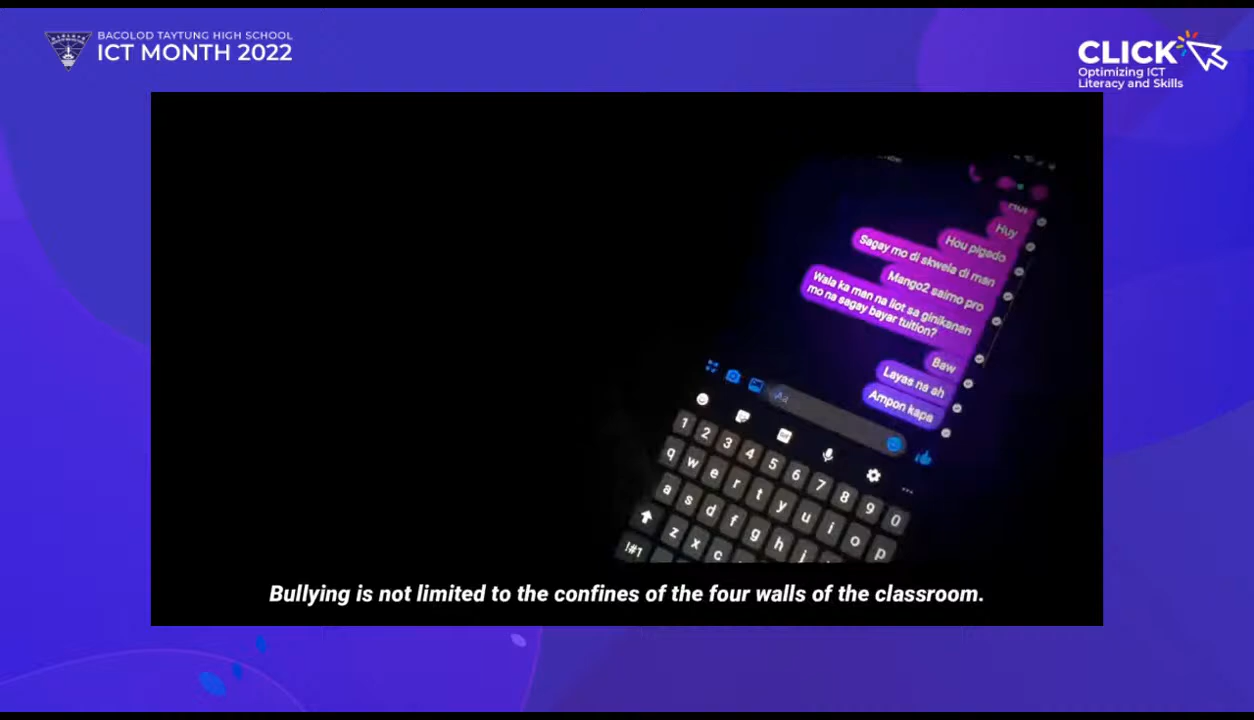 BACOLOD TAYTUNG HIGH SCHOOL
ICT MONTH 2022
CLICK
Optimizing ICT
Literacy and Skills
Huy
Hou pigado
Sagay mo di skwela di man
Mango2 saimo pro
Wala ka man na liot sa ginikanan
mo na sagay bayar tuition?
Baw
Layas na ah
Ampon kapa
Aa
GIF
1 2 3 4 5 6 7 8 9 0
q w e r t y u i o p
a s d f g h j
z x c
!#1
Bullying is not limited to the confines of the four walls of the classroom.